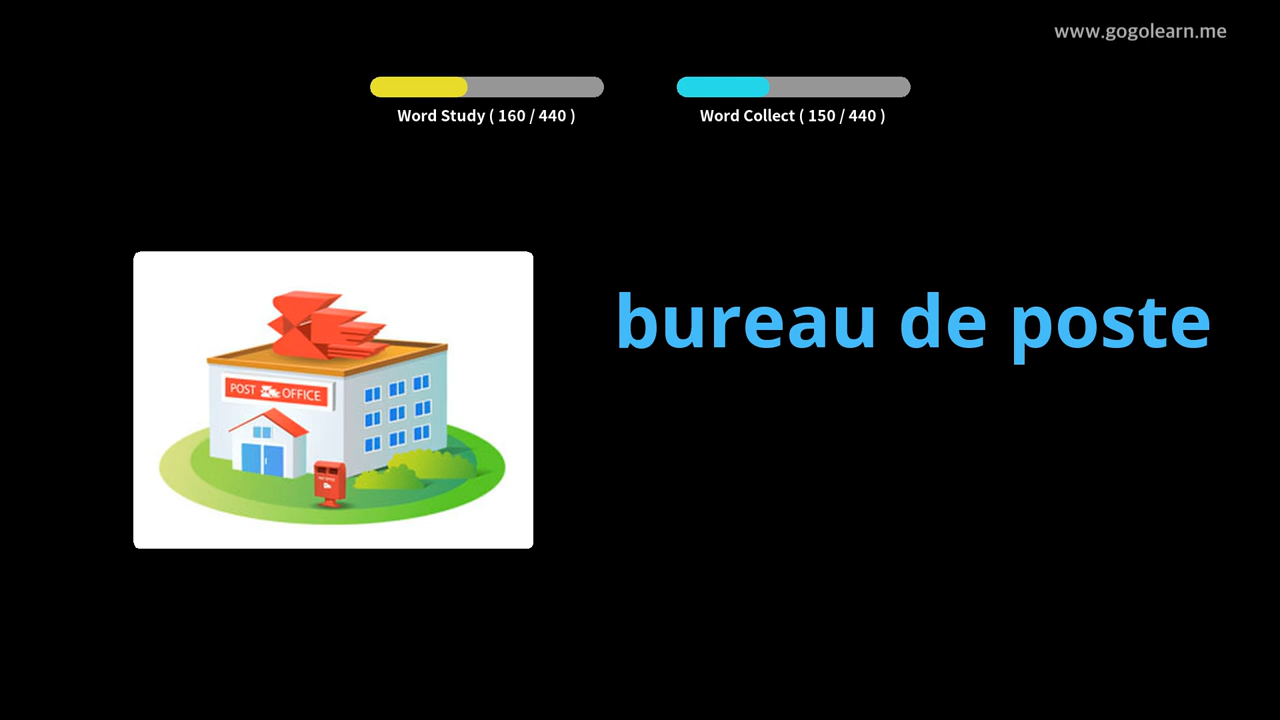 www.gogolearn.me
Word Study ( 160 / 440 )
Word Collect ( 150 / 440 )
bureau de poste
POST OFFICE